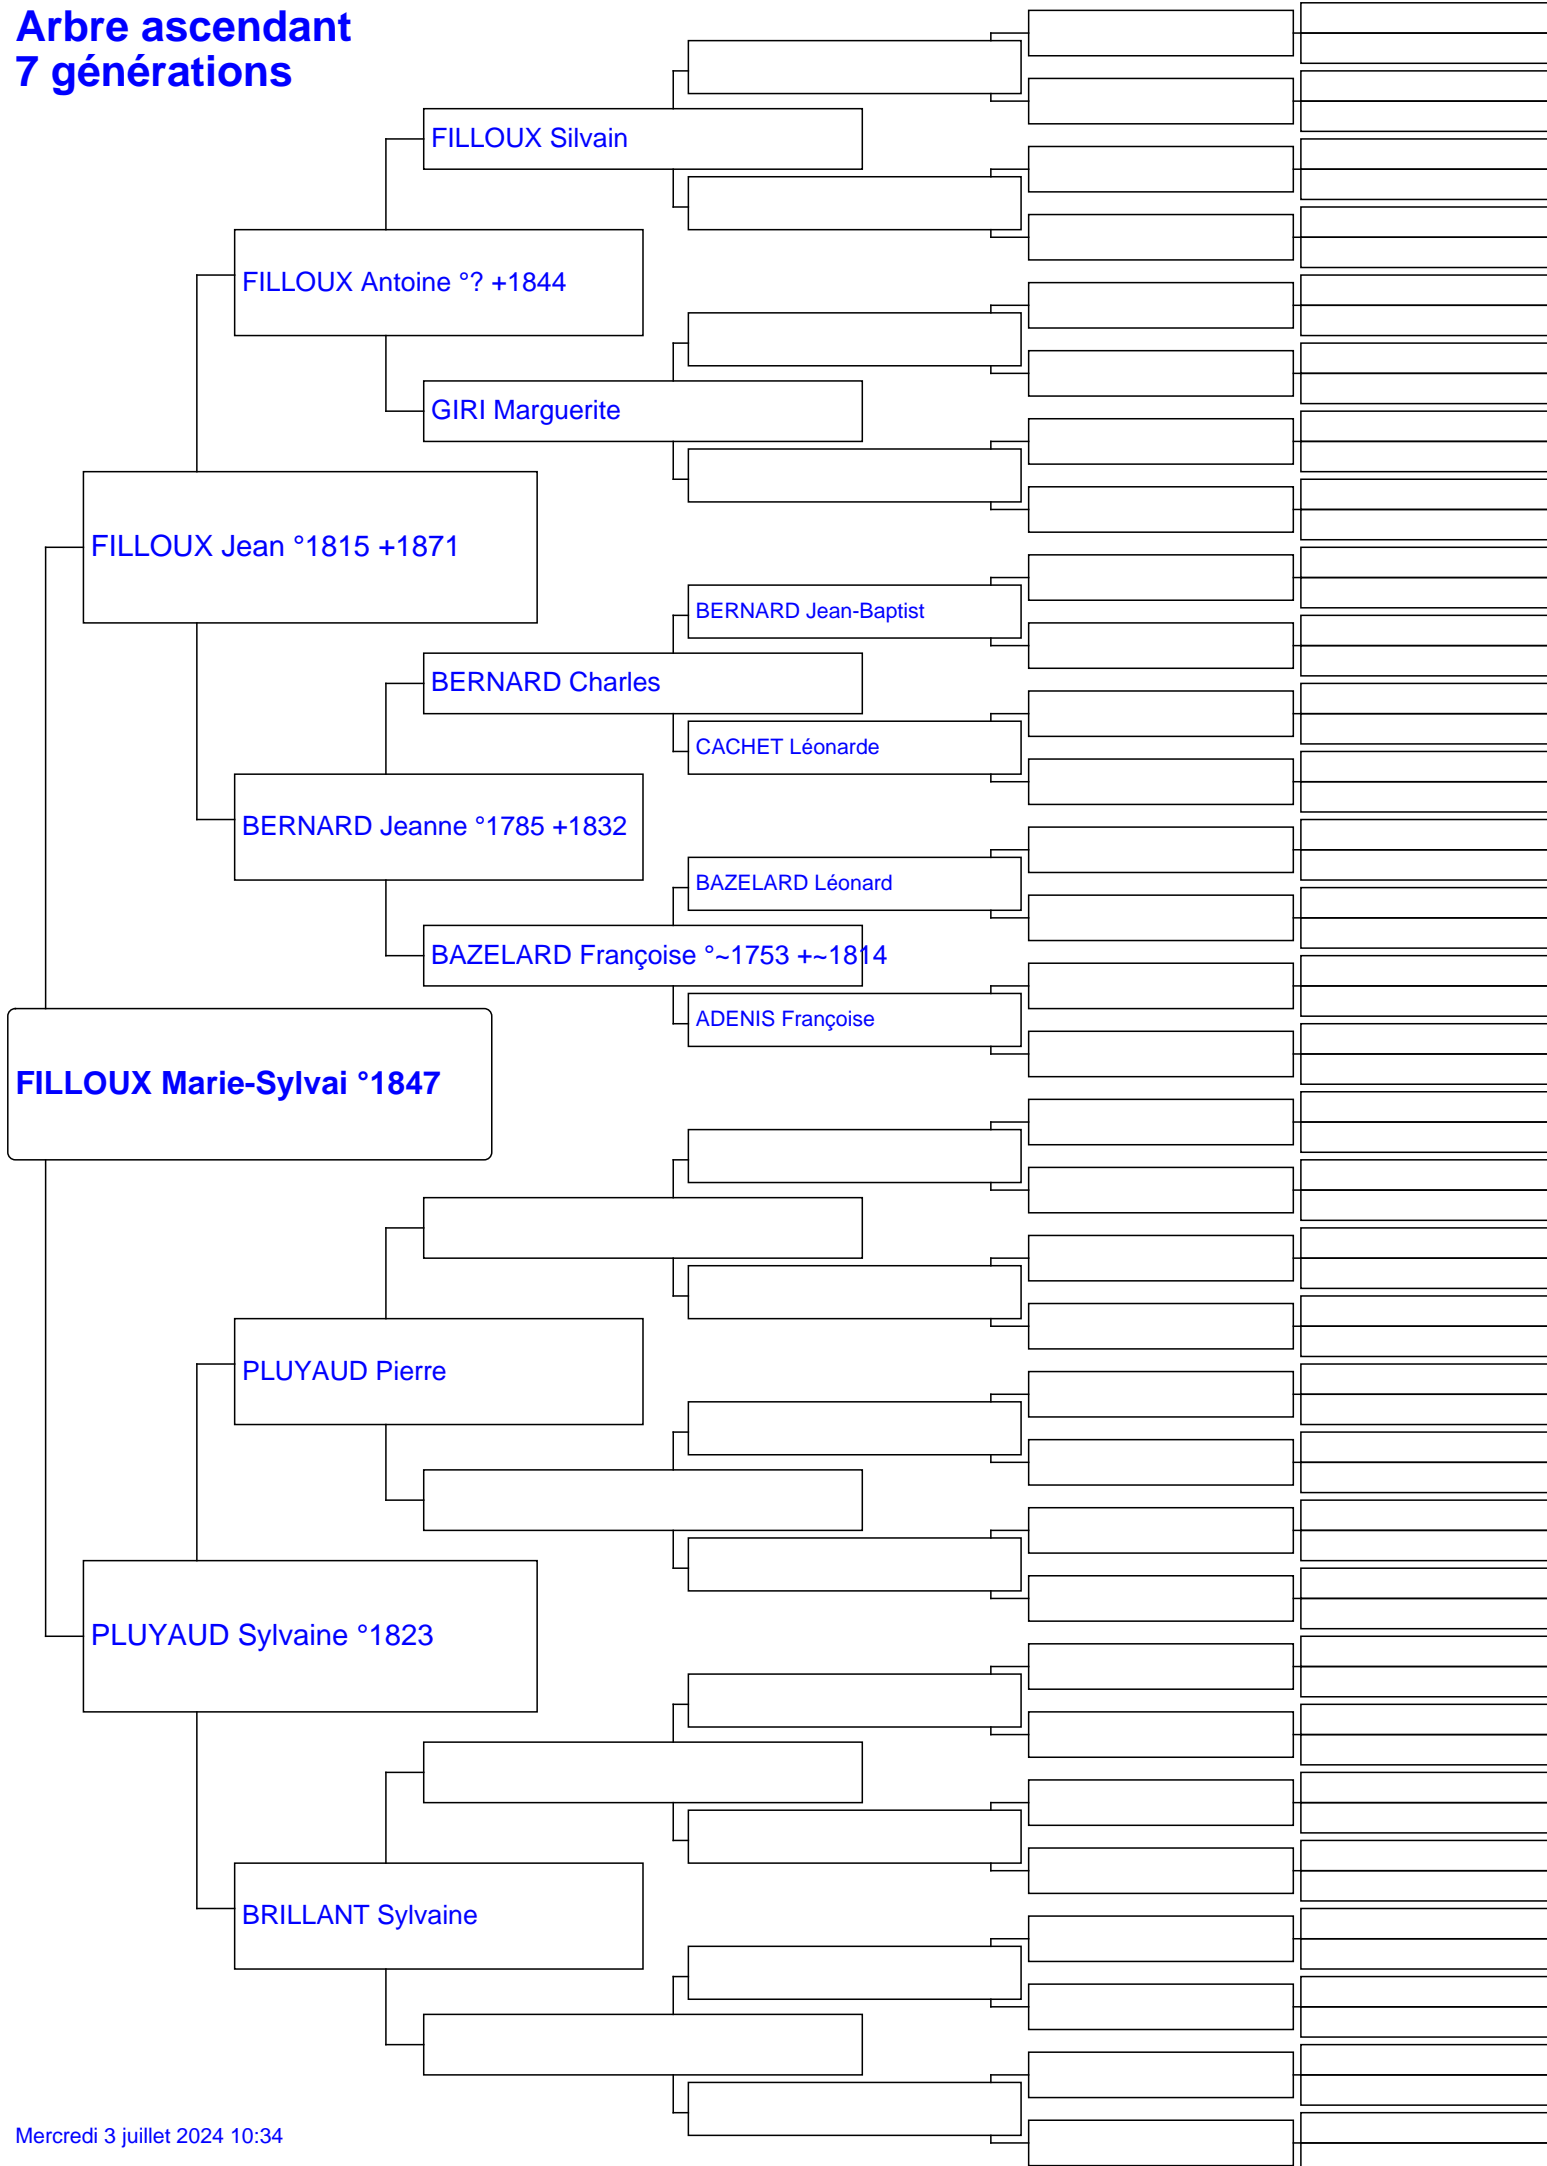 Arbre ascendant
7 générations
FILLOUX Silvain
FILLOUX Antoine °? +1844
GIRI Marguerite
FILLOUX Jean °1815 +1871
BERNARD Jean-Baptist
BERNARD Charles
CACHET Léonarde
BERNARD Jeanne °1785 +1832
BAZELARD Léonard
BAZELARD Françoise °~1753 +~1814
ADENIS Françoise
FILLOUX Marie-Sylvai °1847
PLUYAUD Pierre
PLUYAUD Sylvaine °1823
BRILLANT Sylvaine
Mercredi 3 juillet 2024 10:34